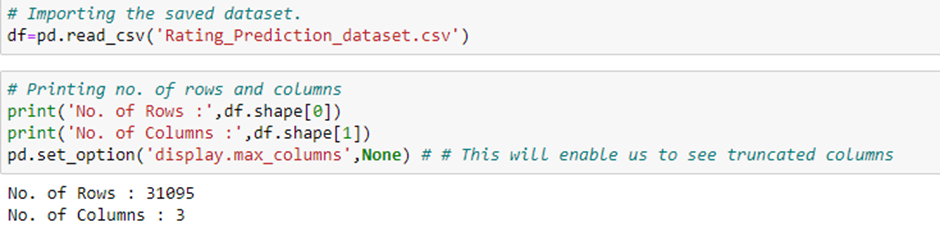 # Importing the saved dataset.
df=pd.read_csv('Rating_Prediction_dataset.csv')
# Printing no. of rows and columns
print('No. of Rows :',df.shape[0])
print('No. of Columns :',df.shape[1])
pd.set_option('display.max_columns',None) # # This will enable us to see truncated columns
No. of Rows : 31095
No. of Columns : 3